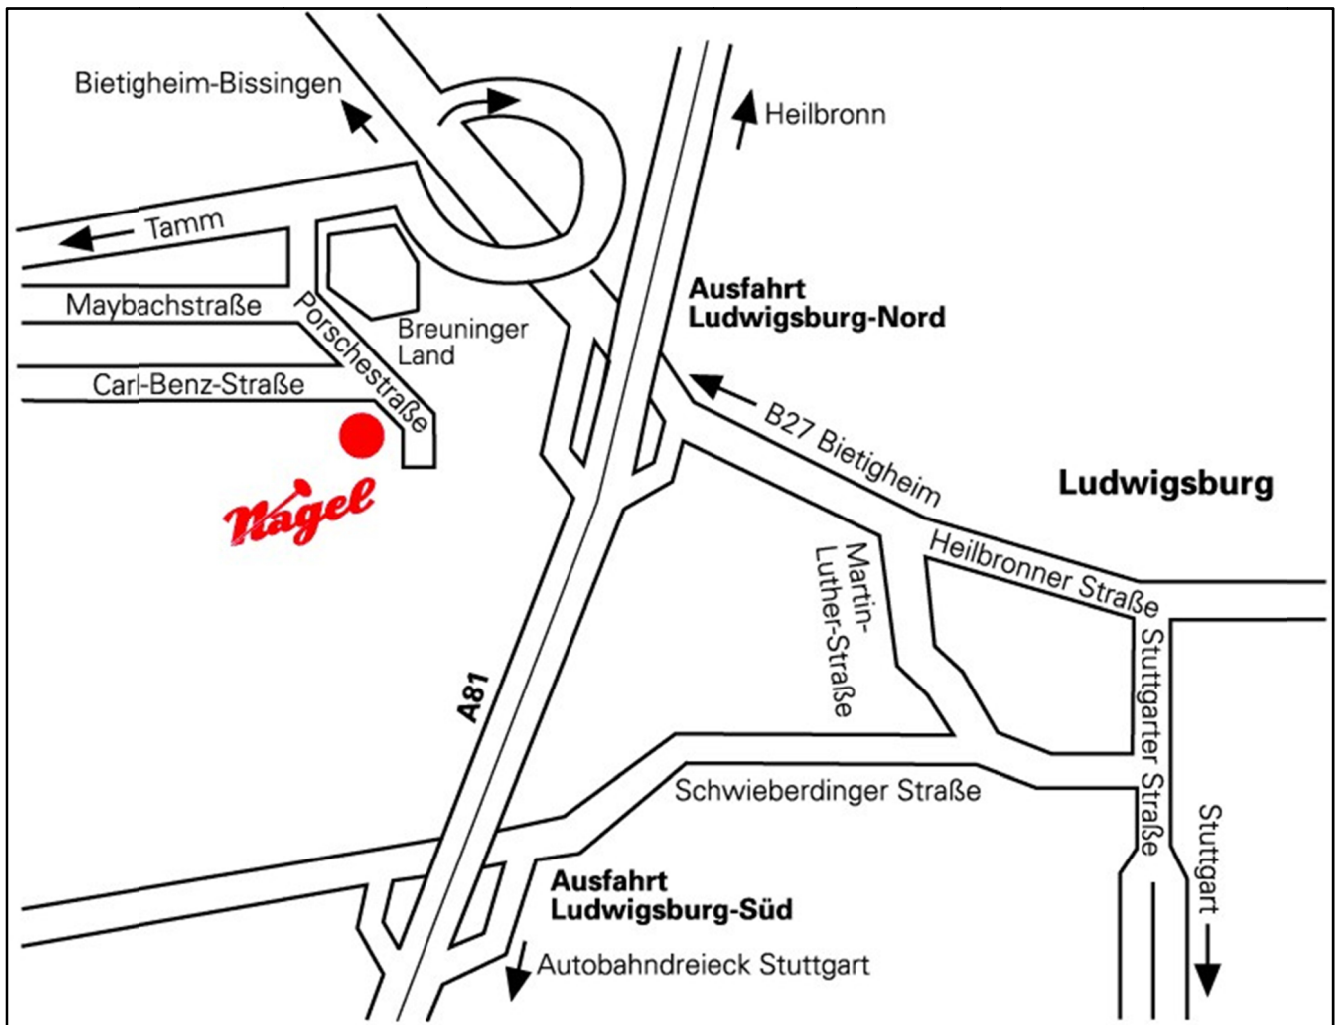 Bietigheim-Bissingen
Heilbronn
Tamm
Ausfahrt
Ludwigsburg-Nord
Maybachstraße
Porschestraße
Breuninger
Land
Carl-Benz-Straße
B27 Bietigheim
Nagel
Ludwigsburg
Heilbronner Straße
Martin-
Luther-Straße
Stuttgarter Straße
A81
Schwieberdinger Straße
Stuttgart
Ausfahrt
Ludwigsburg-Süd
Autobahndreieck Stuttgart